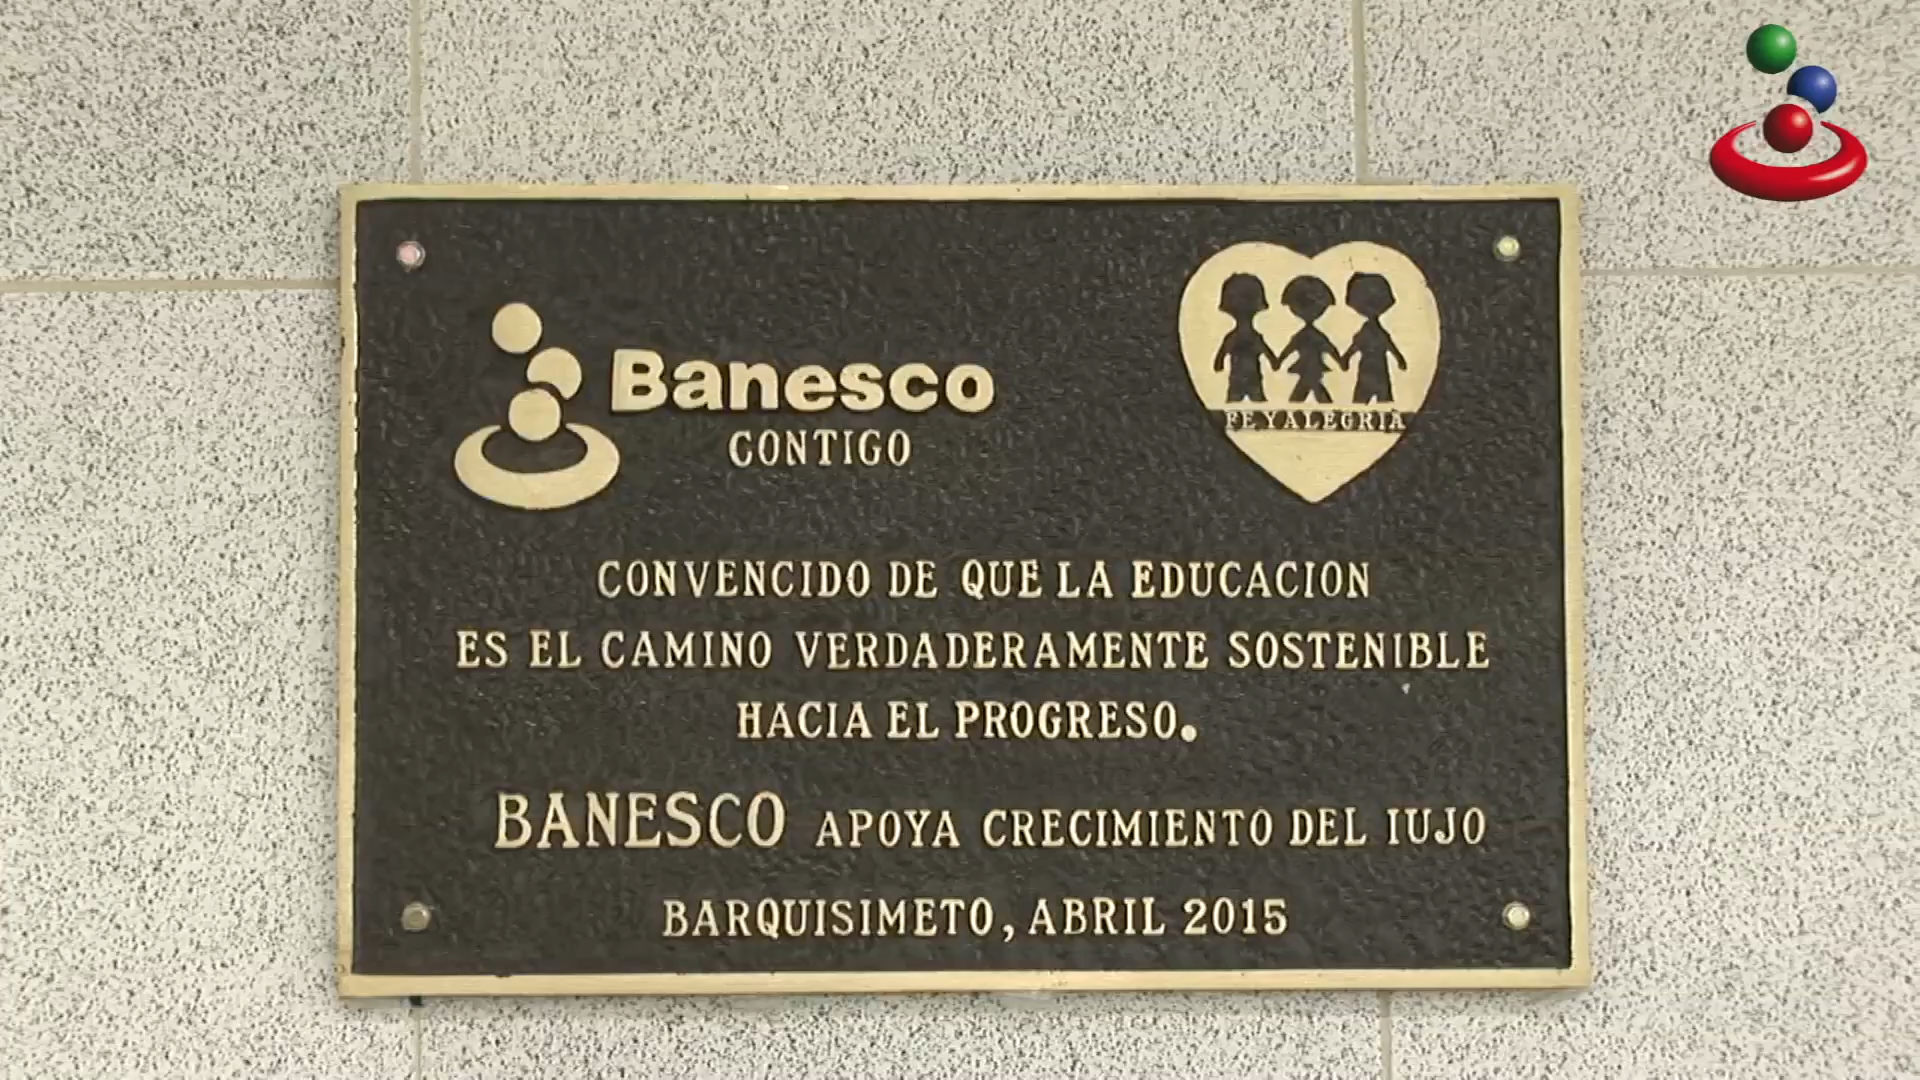 Banesco
CONTIGO
FE Y ALEGRIA
CONVENCIDO DE QUE LA EDUCACION
ES EL CAMINO VERDADERAMENTE SOSTENIBLE
HACIA EL PROGRESO.
BANESCO APOYA CRECIMIENTO DEL IUJO
BARQUISIMETO, ABRIL 2015